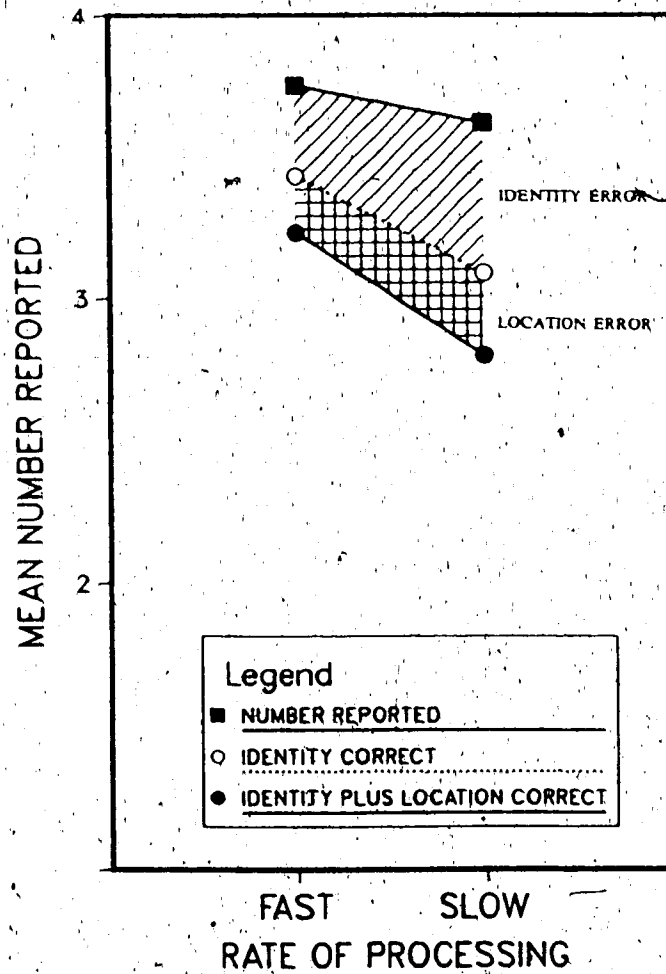 4
IDENTITY ERROR
3
LOCATION ERROR
MEAN NUMBER REPORTED
2
Legend
NUMBER REPORTED
IDENTITY CORRECT
IDENTITY PLUS LOCATION CORRECT
FAST SLOW
RATE OF PROCESSING